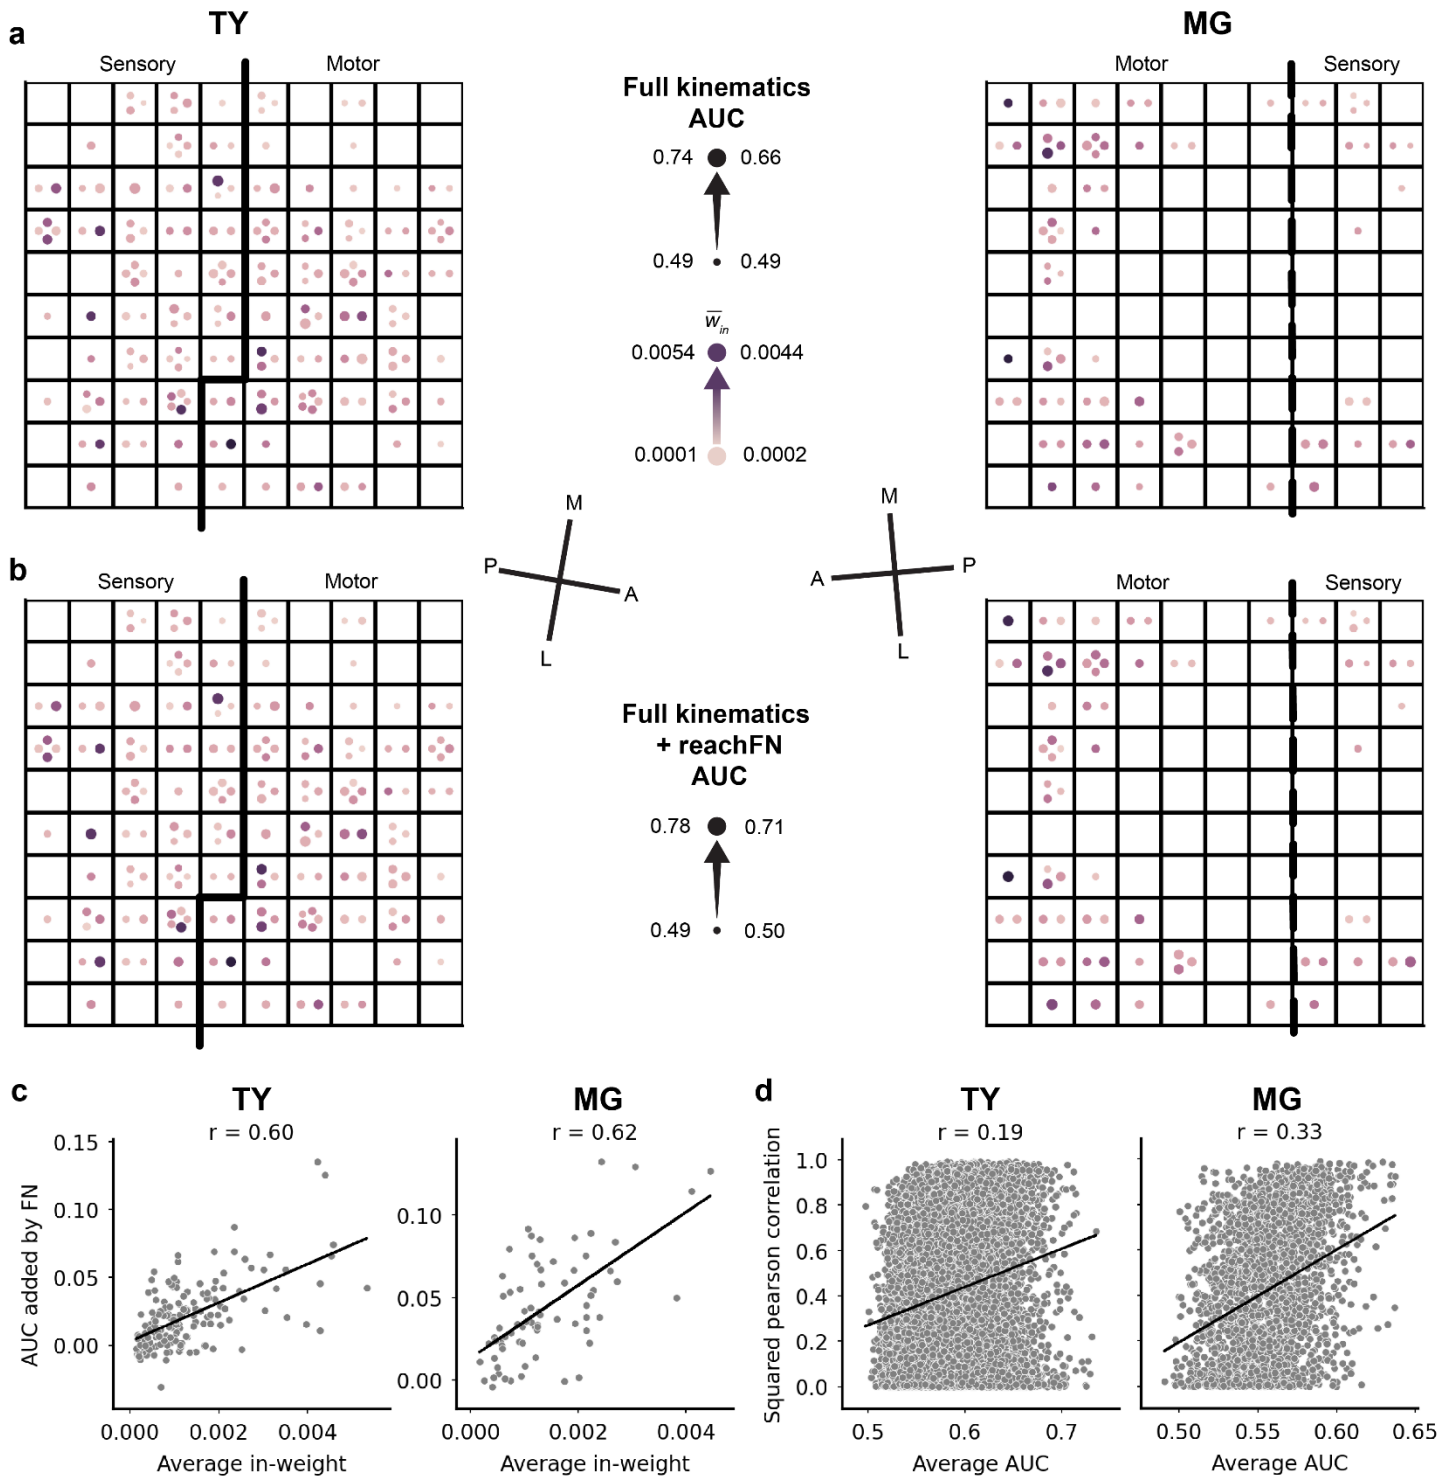 a
TY
MG
Sensory
Motor
Motor
Sensory
Full kinematics
AUC
0.74
0.66
0.49
0.49
w̅in
0.0054
0.0044
0.0001
0.0002
M
P
A
L
M
A
P
L
b
Sensory
Motor
Motor
Sensory
Full kinematics
+ reachFN
AUC
0.78
0.71
0.49
0.50
c
TY
r = 0.60
MG
r = 0.62
AUC added by FN
0.15
0.10
0.05
0.00
0.000
0.002
0.004
Average in-weight
0.10
0.05
0.00
0.000
0.002
0.004
Average in-weight
d
TY
r = 0.19
MG
r = 0.33
Squared pearson correlation
1.0
0.8
0.6
0.4
0.2
0.0
0.5
0.6
0.7
Average AUC
0.50
0.55
0.60
0.65
Average AUC